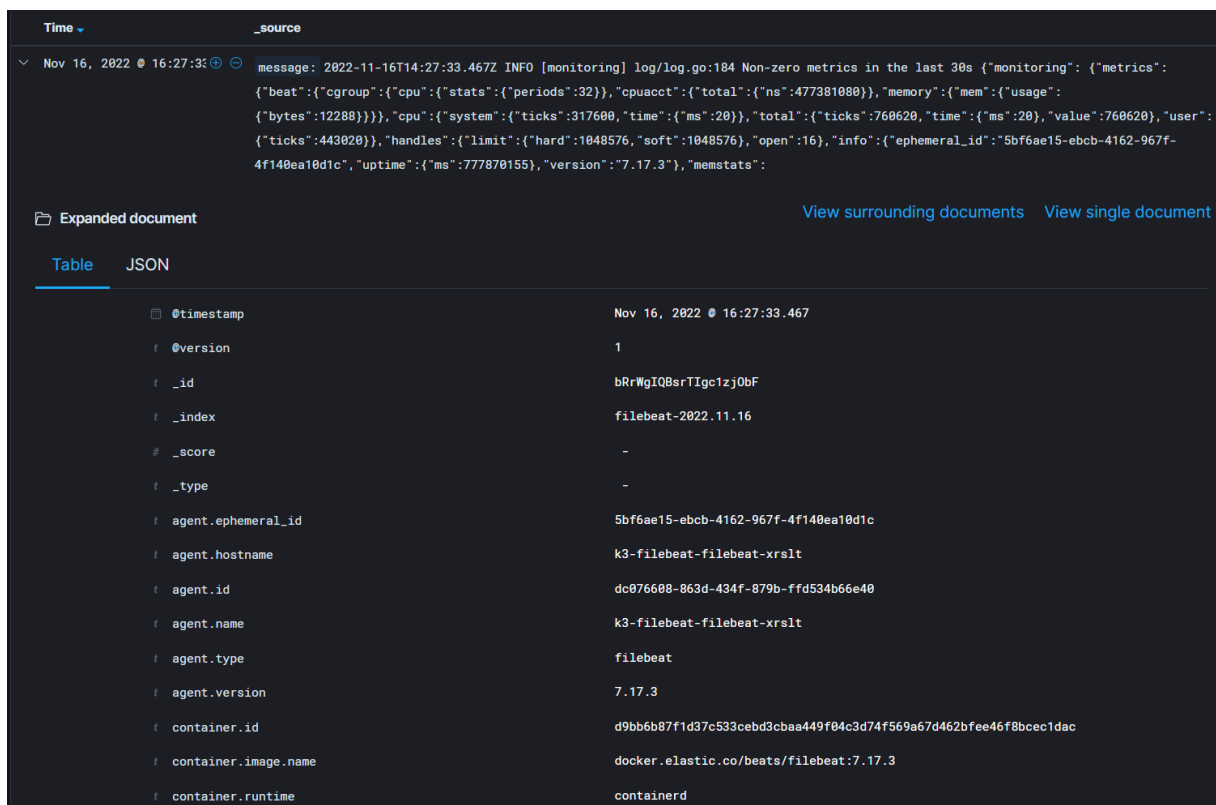 Time _source
Nov 16, 2022 @ 16:27:33 message: 2022-11-16T14:27:33.467Z INFO [monitoring] log/log.go:184 Non-zero metrics in the last 30s {"monitoring": {"metrics":
{"beat":{"cgroup":{"cpu":{"stats":{"periods":32}},"cpuacct":{"total":{"ns":477381080}},"memory":{"mem":{"usage":
{"bytes":12288}}}},"cpu":{"system":{"ticks":317600,"time":{"ms":20}},"total":{"ticks":760620,"time":{"ms":20},"value":760620},"user":
{"ticks":443020}},"handles":{"limit":{"hard":1048576,"soft":1048576},"open":16},"info":{"ephemeral_id":"5bf6ae15-ebcb-4162-967f-
4f140ea10d1c","uptime":{"ms":777870155},"version":"7.17.3"},"memstats":
Expanded document View surrounding documents View single document
Table JSON
@timestamp Nov 16, 2022 @ 16:27:33.467
t @version 1
t _id bRrWgIQBsrTIgc1zjObF
t _index filebeat-2022.11.16
# _score -
t _type -
t agent.ephemeral_id 5bf6ae15-ebcb-4162-967f-4f140ea10d1c
t agent.hostname k3-filebeat-filebeat-xrslt
t agent.id dc076608-863d-434f-879b-ffd534b66e40
t agent.name k3-filebeat-filebeat-xrslt
t agent.type filebeat
t agent.version 7.17.3
t container.id d9bb6b87f1d37c533cebd3cbaa449f04c3d74f569a67d462bfee46f8bcec1dac
t container.image.name docker.elastic.co/beats/filebeat:7.17.3
t container.runtime containerd